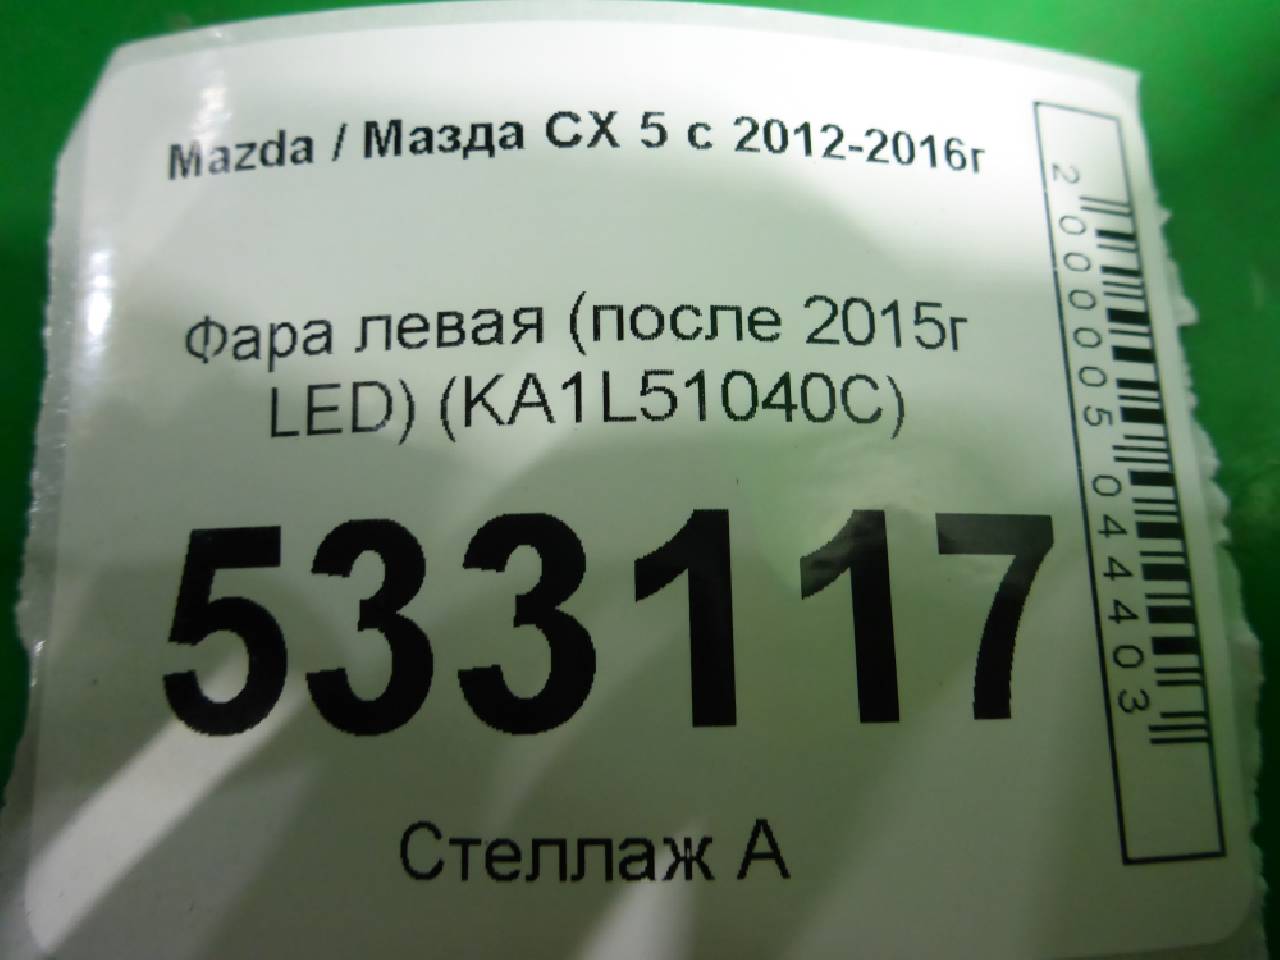 Mazda / Мазда CX 5 с 2012-2016г
Фара левая (после 2015г
LED) (KA1L51040C)
533117
Стеллаж А
2000005044403